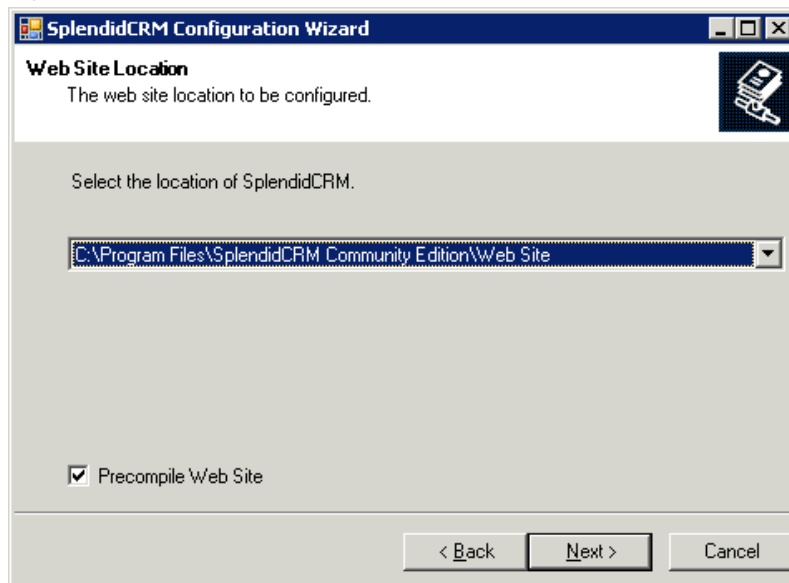 SplendidCRM Configuration Wizard
Web Site Location
The web site location to be configured.
Select the location of SplendidCRM.
C:\Program Files\SplendidCRM Community Edition\Web Site
Precompile Web Site
< Back Next > Cancel